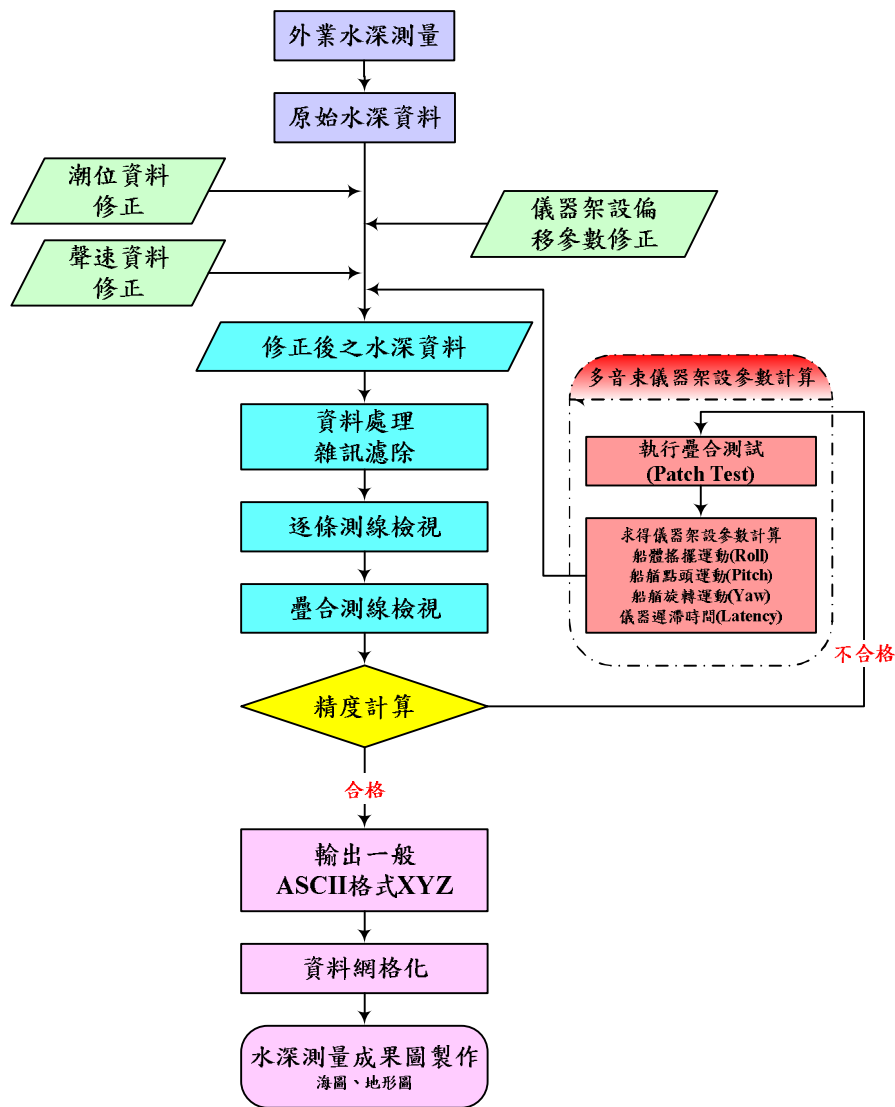 外業水深測量
原始水深資料
潮位資料
修正
儀器架設偏
移參數修正
聲速資料
修正
修正後之水深資料
多音束儀器架設參數計算
資料處理
雜訊濾除
執行疊合測試
(Patch Test)
逐條測線檢視
求得儀器架設參數計算
船體搖擺運動(Roll)
船艏點頭運動(Pitch)
船艏旋轉運動(Yaw)
儀器遲滯時間(Latency)
疊合測線檢視
不合格
精度計算
合格
輸出一般
ASCII格式XYZ
資料網格化
水深測量成果圖製作
海圖、地形圖